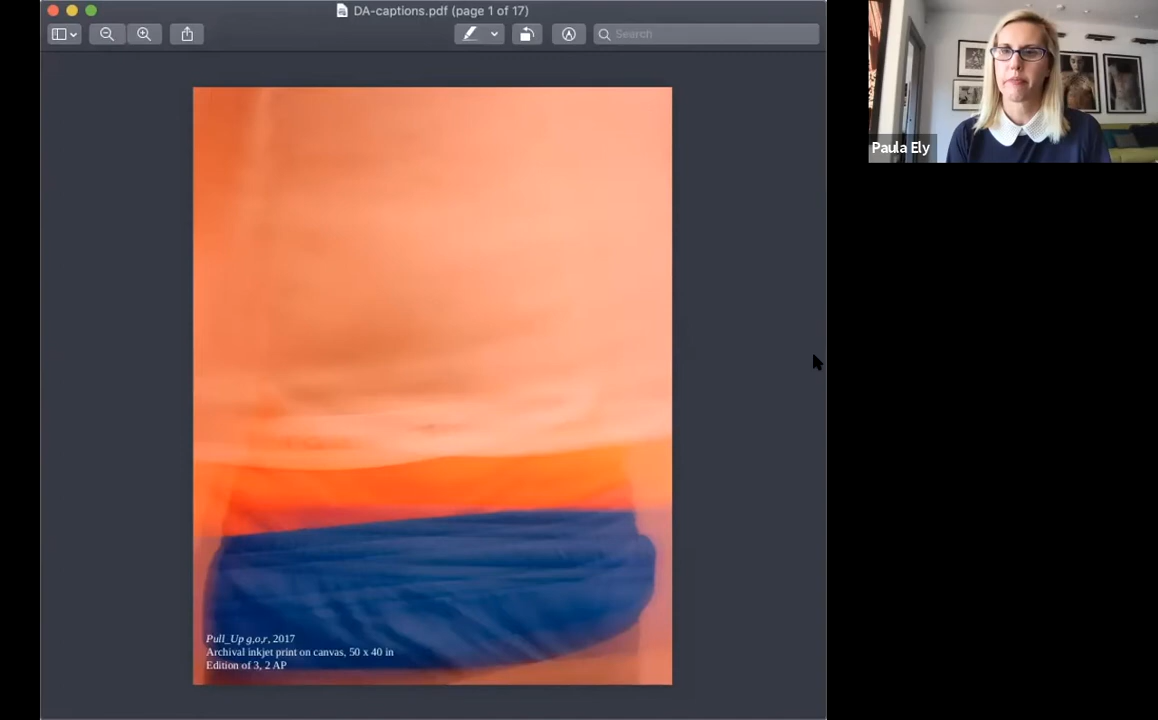 DA-captions.pdf (page 1 of 17)
Search
Paula Ely
Pull_Up g,o,r, 2017
Archival inkjet print on canvas, 50 x 40 in
Edition of 3, 2 AP